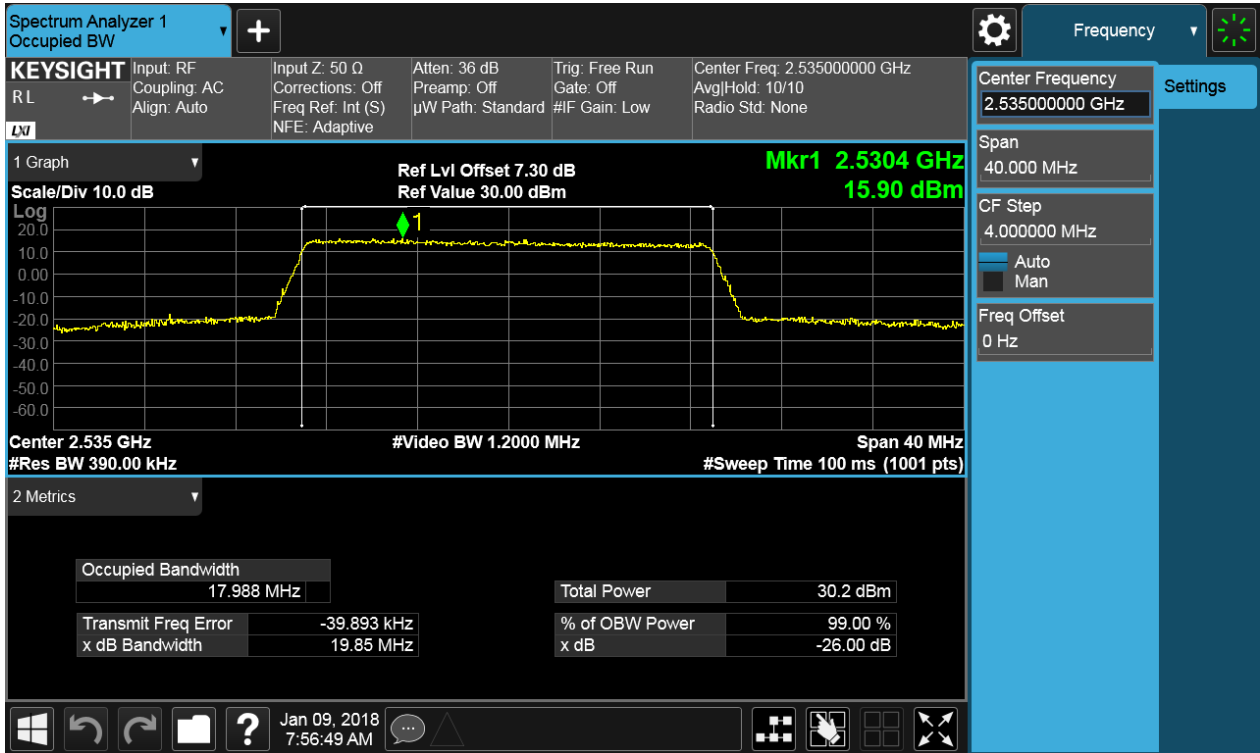 Spectrum Analyzer 1
Occupied BW
+
Frequency
KEYSIGHT
RL
LXI
Input: RF
Coupling: AC
Align: Auto
Input Z: 50 Ω
Corrections: Off
Freq Ref: Int (S)
NFE: Adaptive
Atten: 36 dB
Preamp: Off
µW Path: Standard
Trig: Free Run
Gate: Off
#IF Gain: Low
Center Freq: 2.535000000 GHz
Avg|Hold: 10/10
Radio Std: None
Center Frequency
2.535000000 GHz
Settings
Span
40.000 MHz
CF Step
4.000000 MHz
Auto
Man
Freq Offset
0 Hz
1 Graph
Scale/Div 10.0 dB
Ref Lvl Offset 7.30 dB
Ref Value 30.00 dBm
Mkr1 2.5304 GHz
15.90 dBm
Log
1
20.0
10.0
0.00
-10.0
-20.0
-30.0
-40.0
-50.0
-60.0
Center 2.535 GHz
#Video BW 1.2000 MHz
Span 40 MHz
#Res BW 390.00 kHz
#Sweep Time 100 ms (1001 pts)
2 Metrics
Occupied Bandwidth
17.988 MHz
Total Power 30.2 dBm
Transmit Freq Error -39.893 kHz
% of OBW Power 99.00 %
x dB Bandwidth 19.85 MHz
x dB -26.00 dB
?
Jan 09, 2018
7:56:49 AM